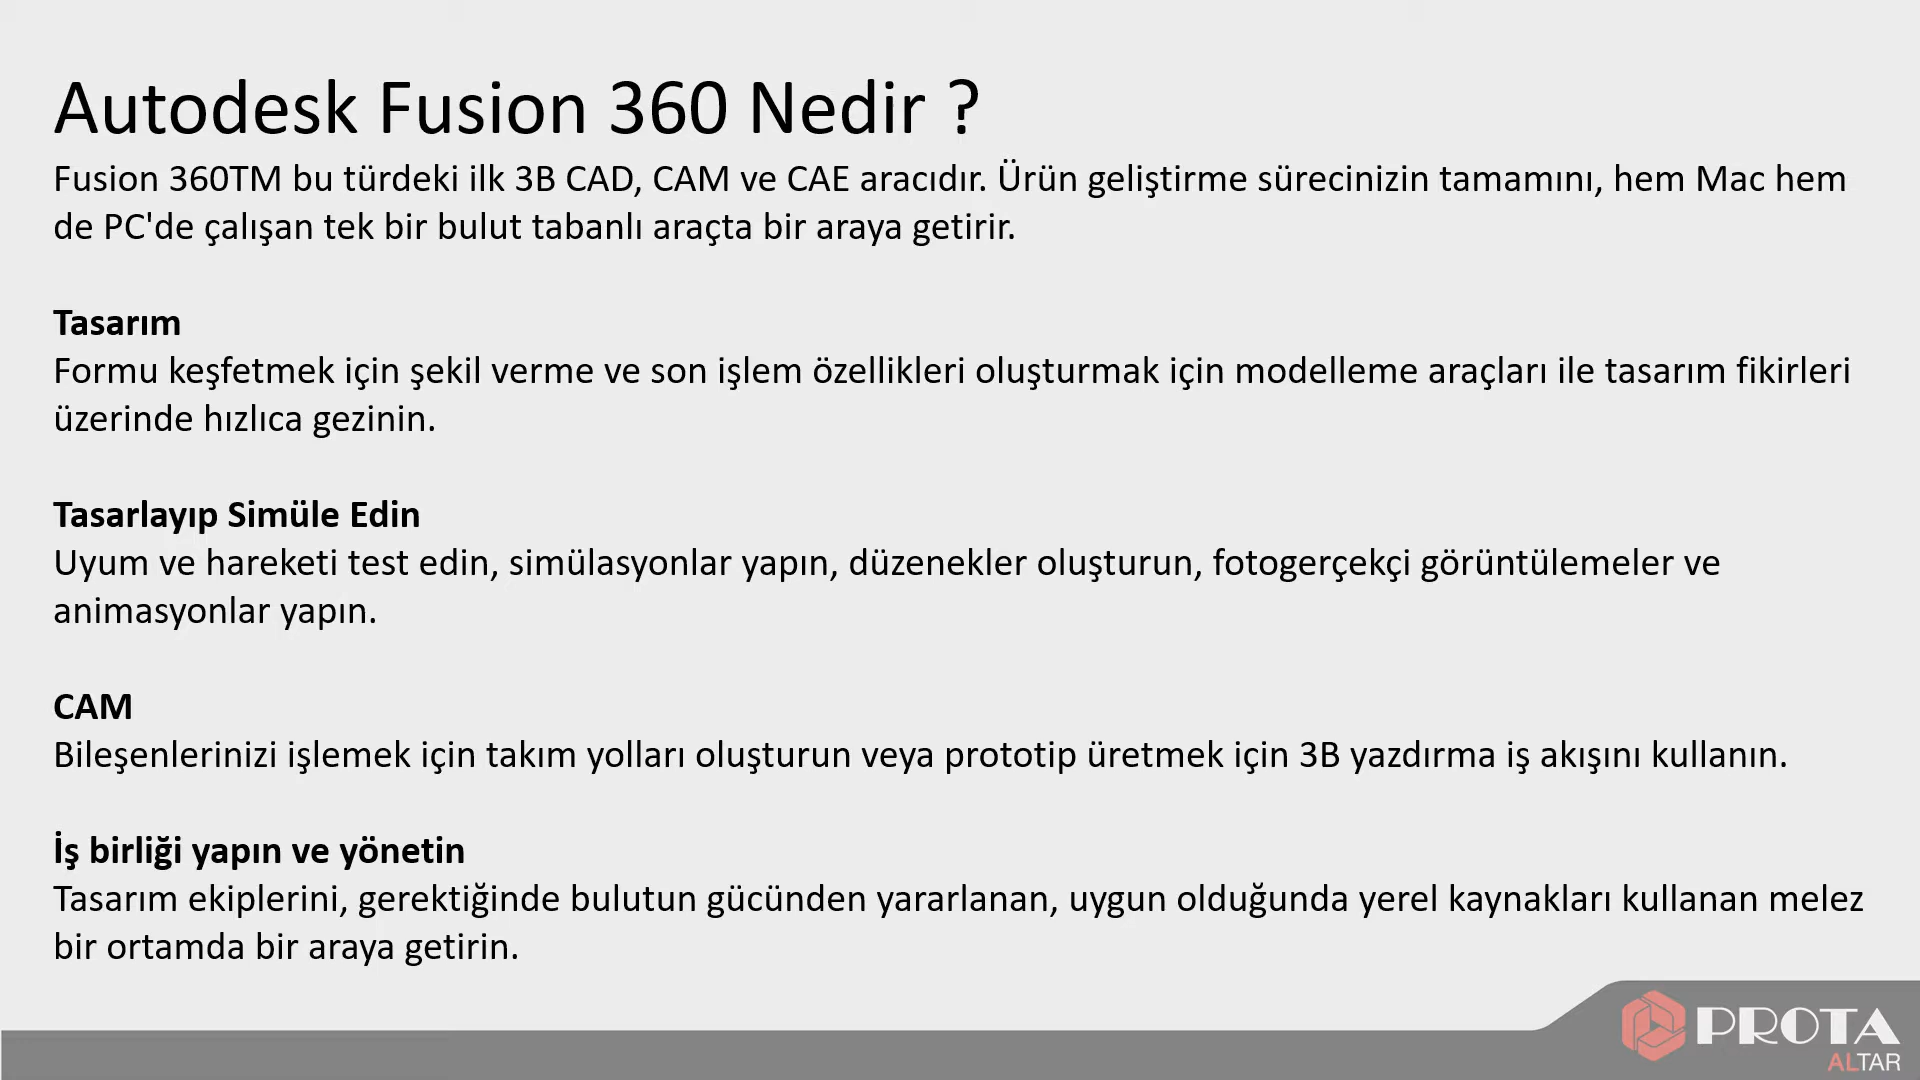 Autodesk Fusion 360 Nedir ?
Fusion 360TM bu türdeki ilk 3B CAD, CAM ve CAE aracıdır. Ürün geliştirme sürecinizin tamamını, hem Mac hem
de PC'de çalışan tek bir bulut tabanlı araçta bir araya getirir.
Tasarım
Formu keşfetmek için şekil verme ve son işlem özellikleri oluşturmak için modelleme araçları ile tasarım fikirleri
üzerinde hızlıca gezinin.
Tasarlayıp Simüle Edin
Uyum ve hareketi test edin, simülasyonlar yapın, düzenekler oluşturun, fotogerçekçi görüntülemeler ve
animasyonlar yapın.
CAM
Bileşenlerinizi işlemek için takım yolları oluşturun veya prototip üretmek için 3B yazdırma iş akışını kullanın.
İş birliği yapın ve yönetin
Tasarım ekiplerini, gerektiğinde bulutun gücünden yararlanan, uygun olduğunda yerel kaynakları kullanan melez
bir ortamda bir araya getirin.
PROTA
ALTAR